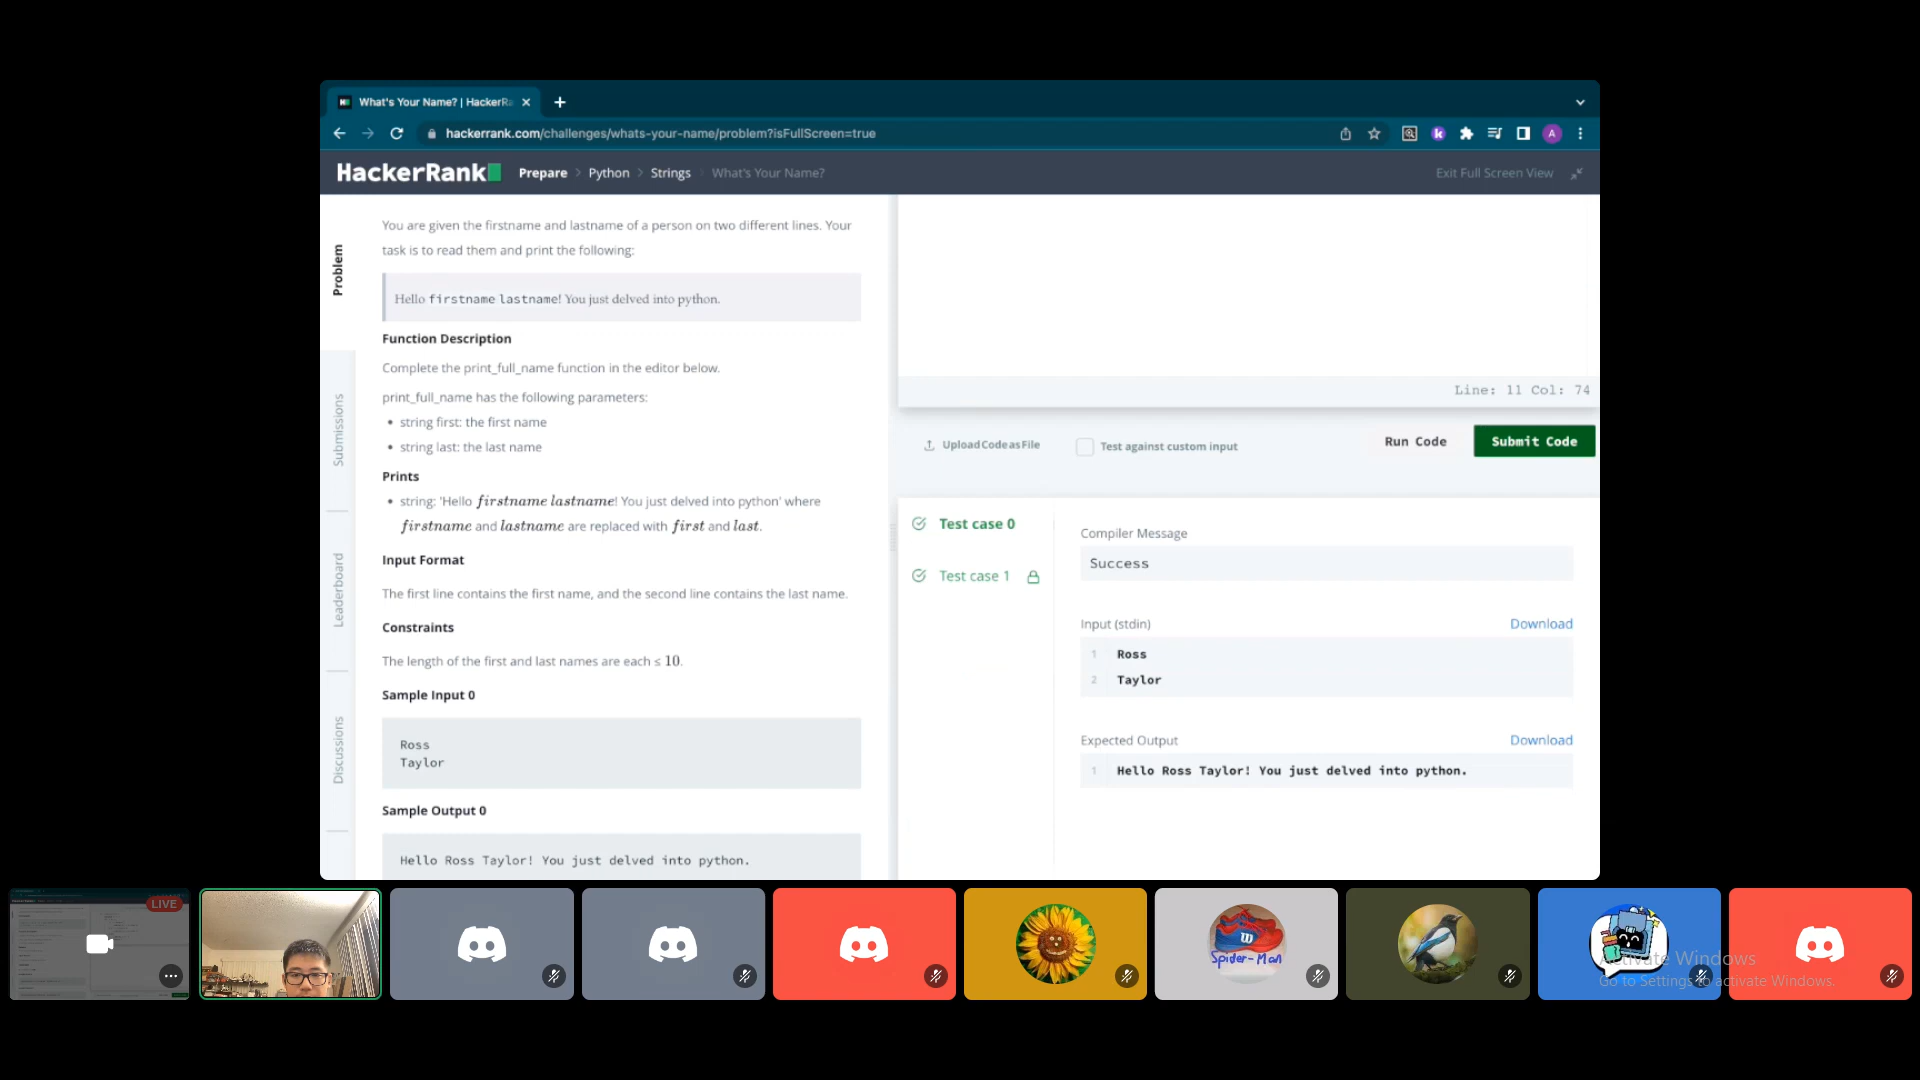 What's Your Name? | HackerRa
hackerrank.com/challenges/whats-your-name/problem?isFullScreen=true
A
HackerRank
Prepare > Python > Strings > What's Your Name?
Exit Full Screen View
Problem
Submissions
Leaderboard
Discussions
You are given the firstname and lastname of a person on two different lines. Your
task is to read them and print the following:
Hello firstname lastname! You just delved into python.
Function Description
Complete the print_full_name function in the editor below.
print_full_name has the following parameters:
• string first: the first name
• string last: the last name
Prints
• string: 'Hello firstname lastname! You just delved into python' where
firstname and lastname are replaced with first and last.
Input Format
The first line contains the first name, and the second line contains the last name.
Constraints
The length of the first and last names are each ≤ 10.
Sample Input 0
Ross
Taylor
Sample Output 0
Hello Ross Taylor! You just delved into python.
Line: 11 Col: 74
Upload Code as File
Test against custom input
Run Code
Submit Code
Test case 0
Test case 1
Compiler Message
Success
Input (stdin)
Download
1 Ross
2 Taylor
Expected Output
Download
1 Hello Ross Taylor! You just delved into python.
LIVE
W
Spider-Man
Activate Windows
Go to Settings to activate Windows.